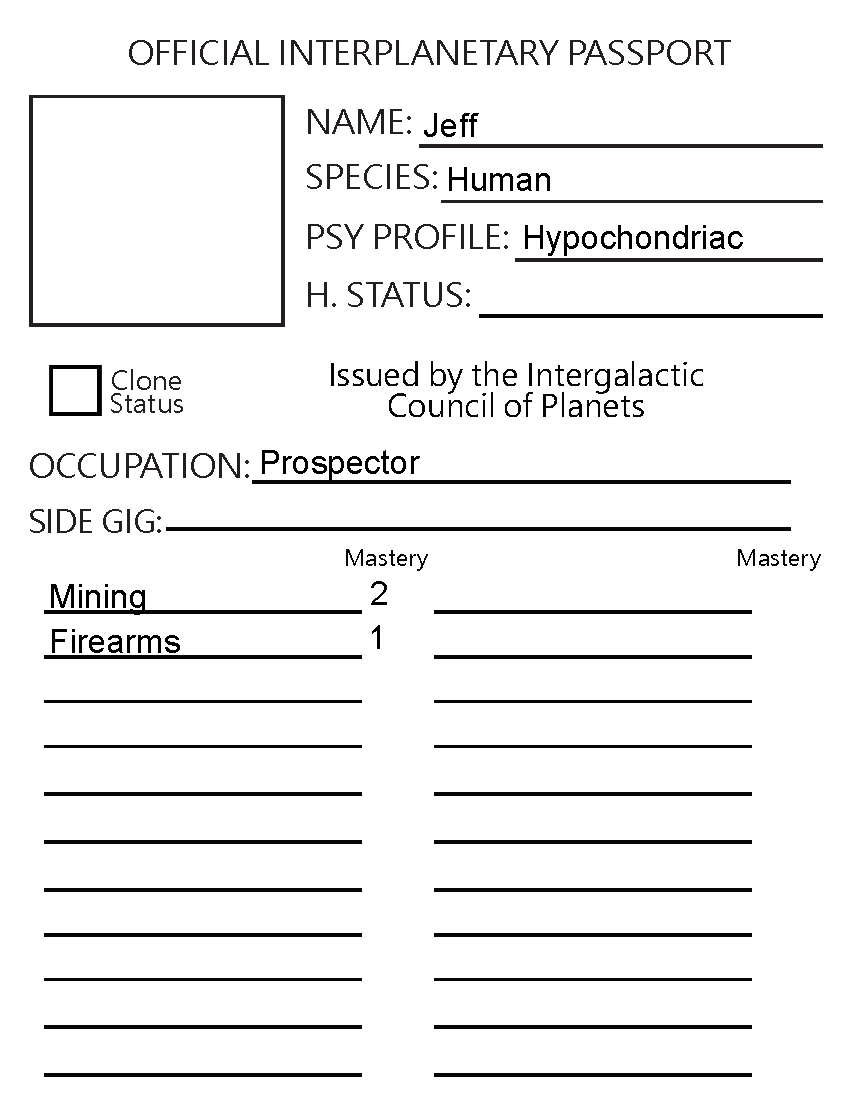 OFFICIAL INTERPLANETARY PASSPORT
NAME: Jeff
SPECIES: Human
PSY PROFILE: Hypochondriac
H. STATUS:
Clone
Status
Issued by the Intergalactic
Council of Planets
OCCUPATION: Prospector
SIDE GIG:
Mastery Mastery
Mining 2
Firearms 1